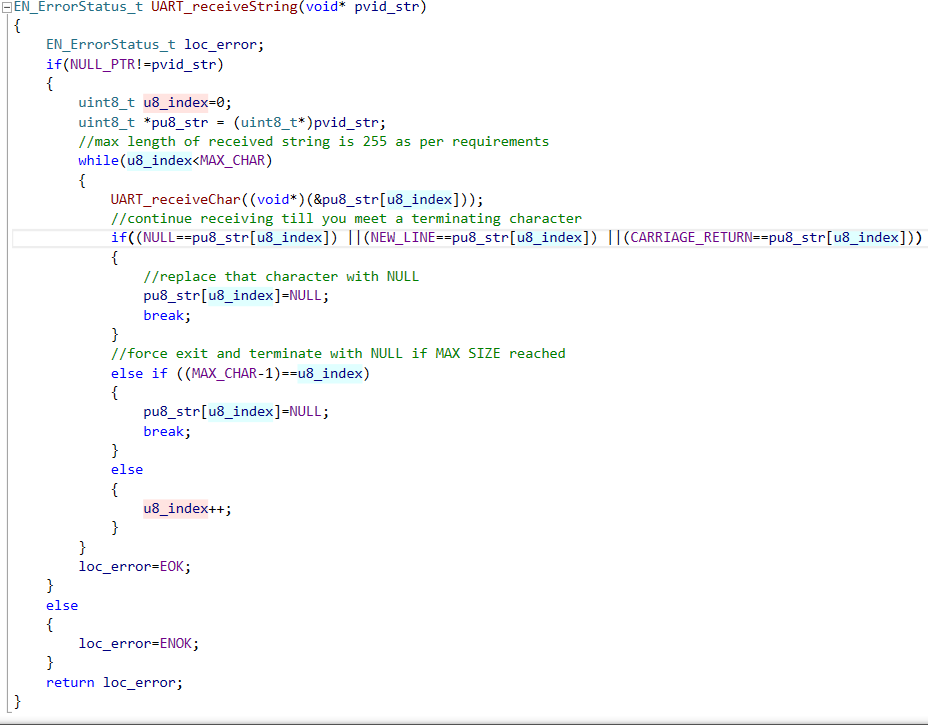 EN_ErrorStatus_t UART_receiveString(void* pvid_str)
{
    EN_ErrorStatus_t loc_error;
    if(NULL_PTR!=pvid_str)
    {
        uint8_t u8_index=0;
        uint8_t *pu8_str = (uint8_t*)pvid_str;
        //max length of received string is 255 as per requirements
        while(u8_index<MAX_CHAR)
        {
            UART_receiveChar((void*)(&pu8_str[u8_index]));
            //continue receiving till you meet a terminating character
            if((NULL==pu8_str[u8_index]) ||(NEW_LINE==pu8_str[u8_index]) ||(CARRIAGE_RETURN==pu8_str[u8_index]))
            {
                //replace that character with NULL
                pu8_str[u8_index]=NULL;
                break;
            }
            //force exit and terminate with NULL if MAX SIZE reached
            else if ((MAX_CHAR-1)==u8_index)
            {
                pu8_str[u8_index]=NULL;
                break;
            }
            else
            {
                u8_index++;
            }
        }
        loc_error=EOK;
    }
    else
    {
        loc_error=ENOK;
    }
    return loc_error;
}